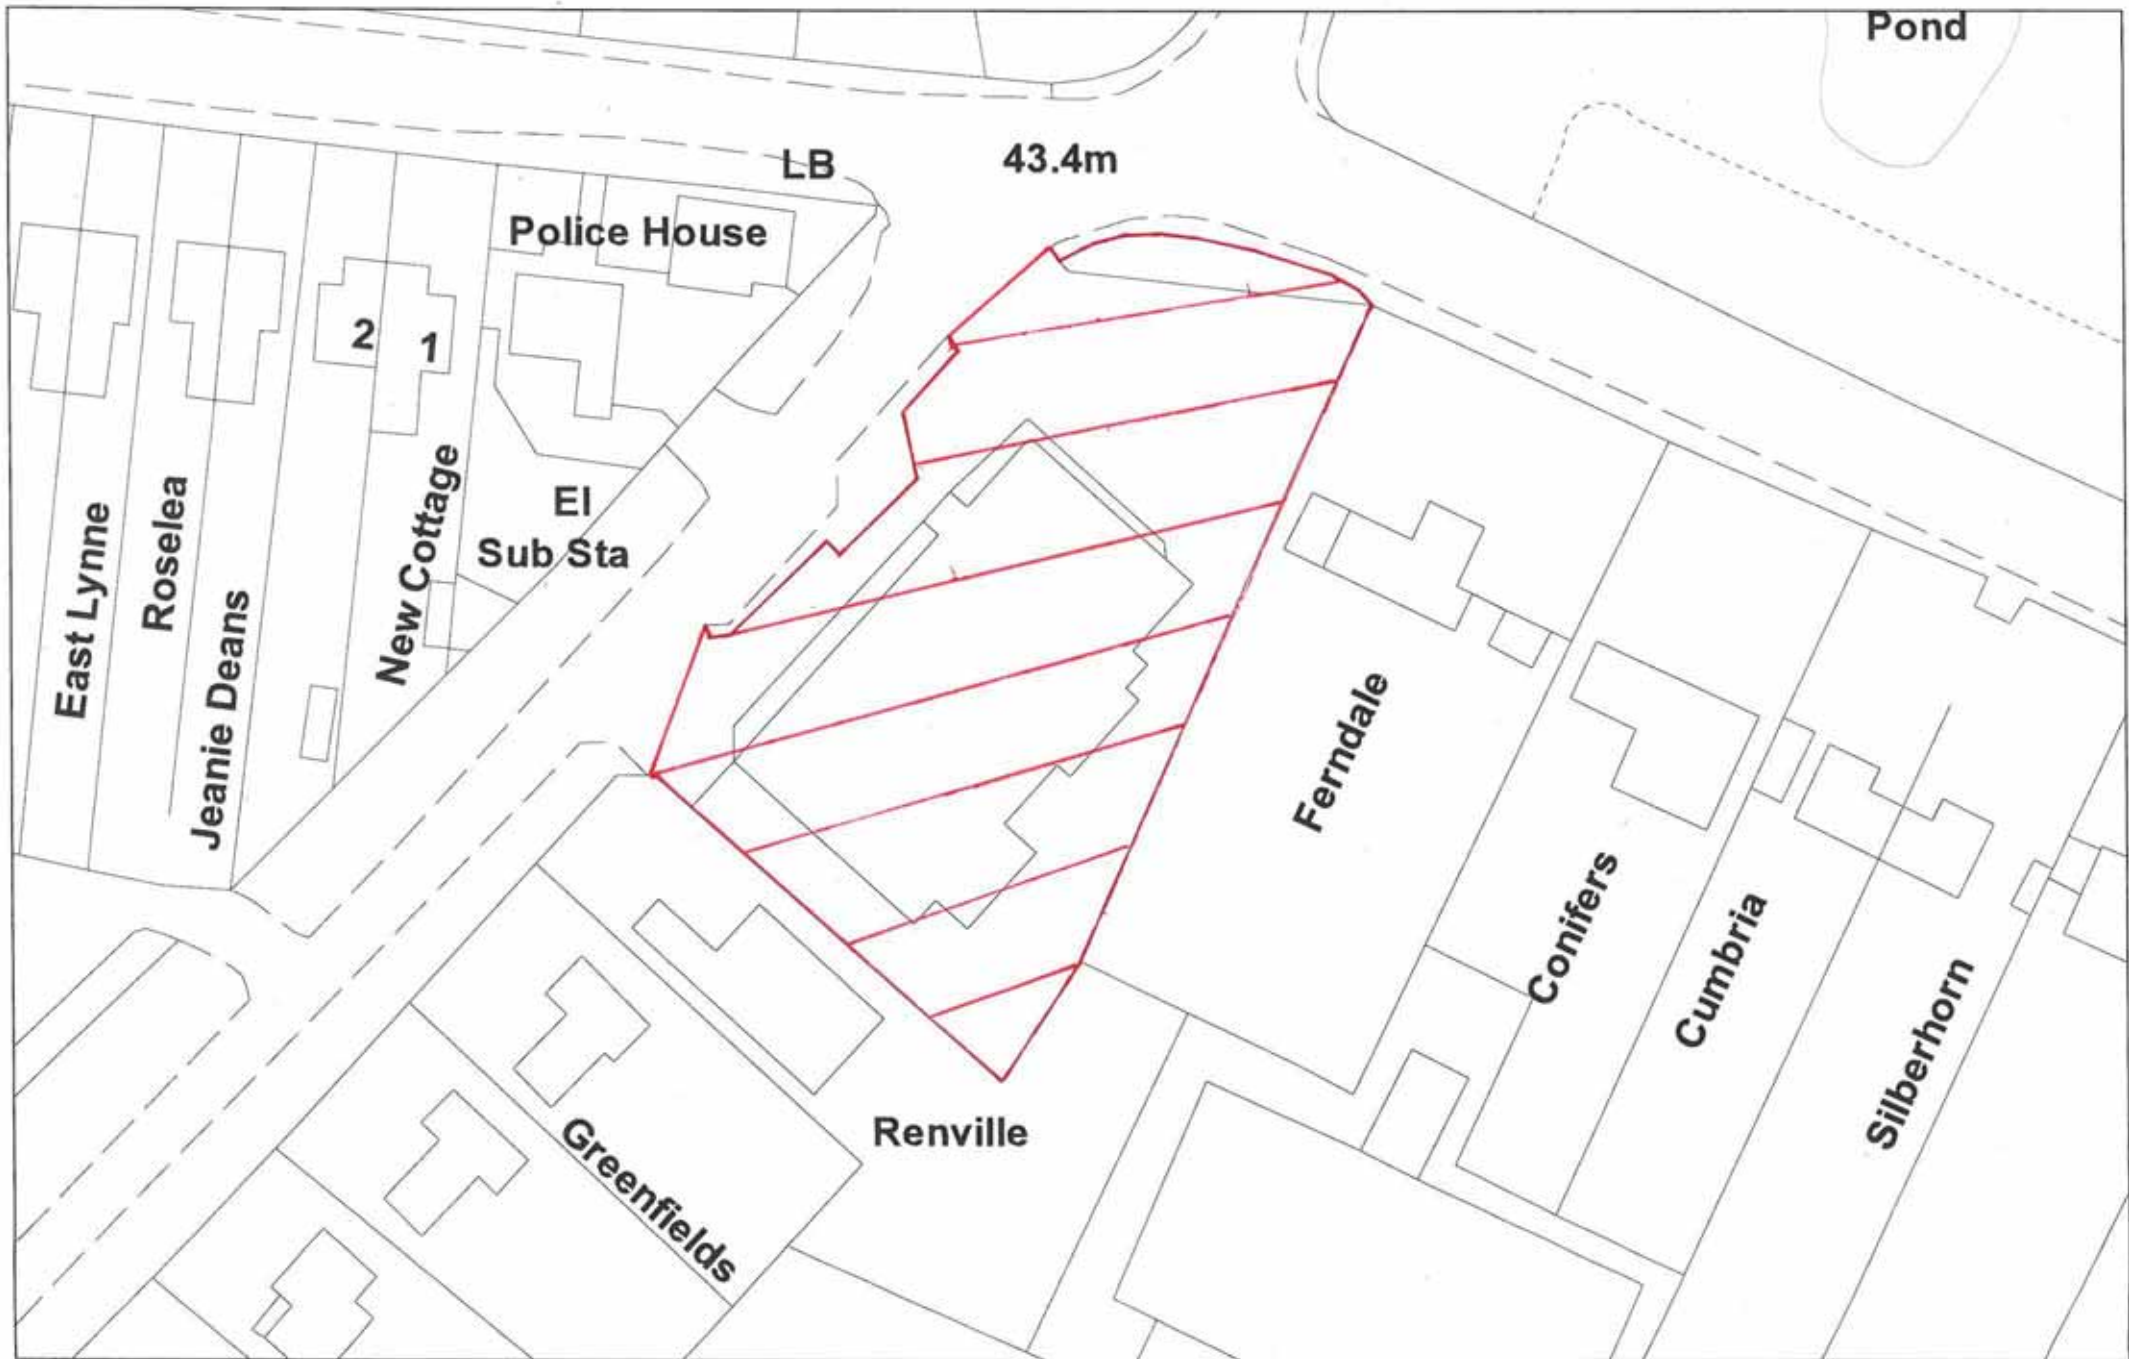 Pond
LB
43.4m
Police House
2
1
El
Sub Sta
East Lynne
Roselea
Jeanie Deans
New Cottage
Ferndale
Conifers
Cumbria
Silberhorn
Renville
Greenfields